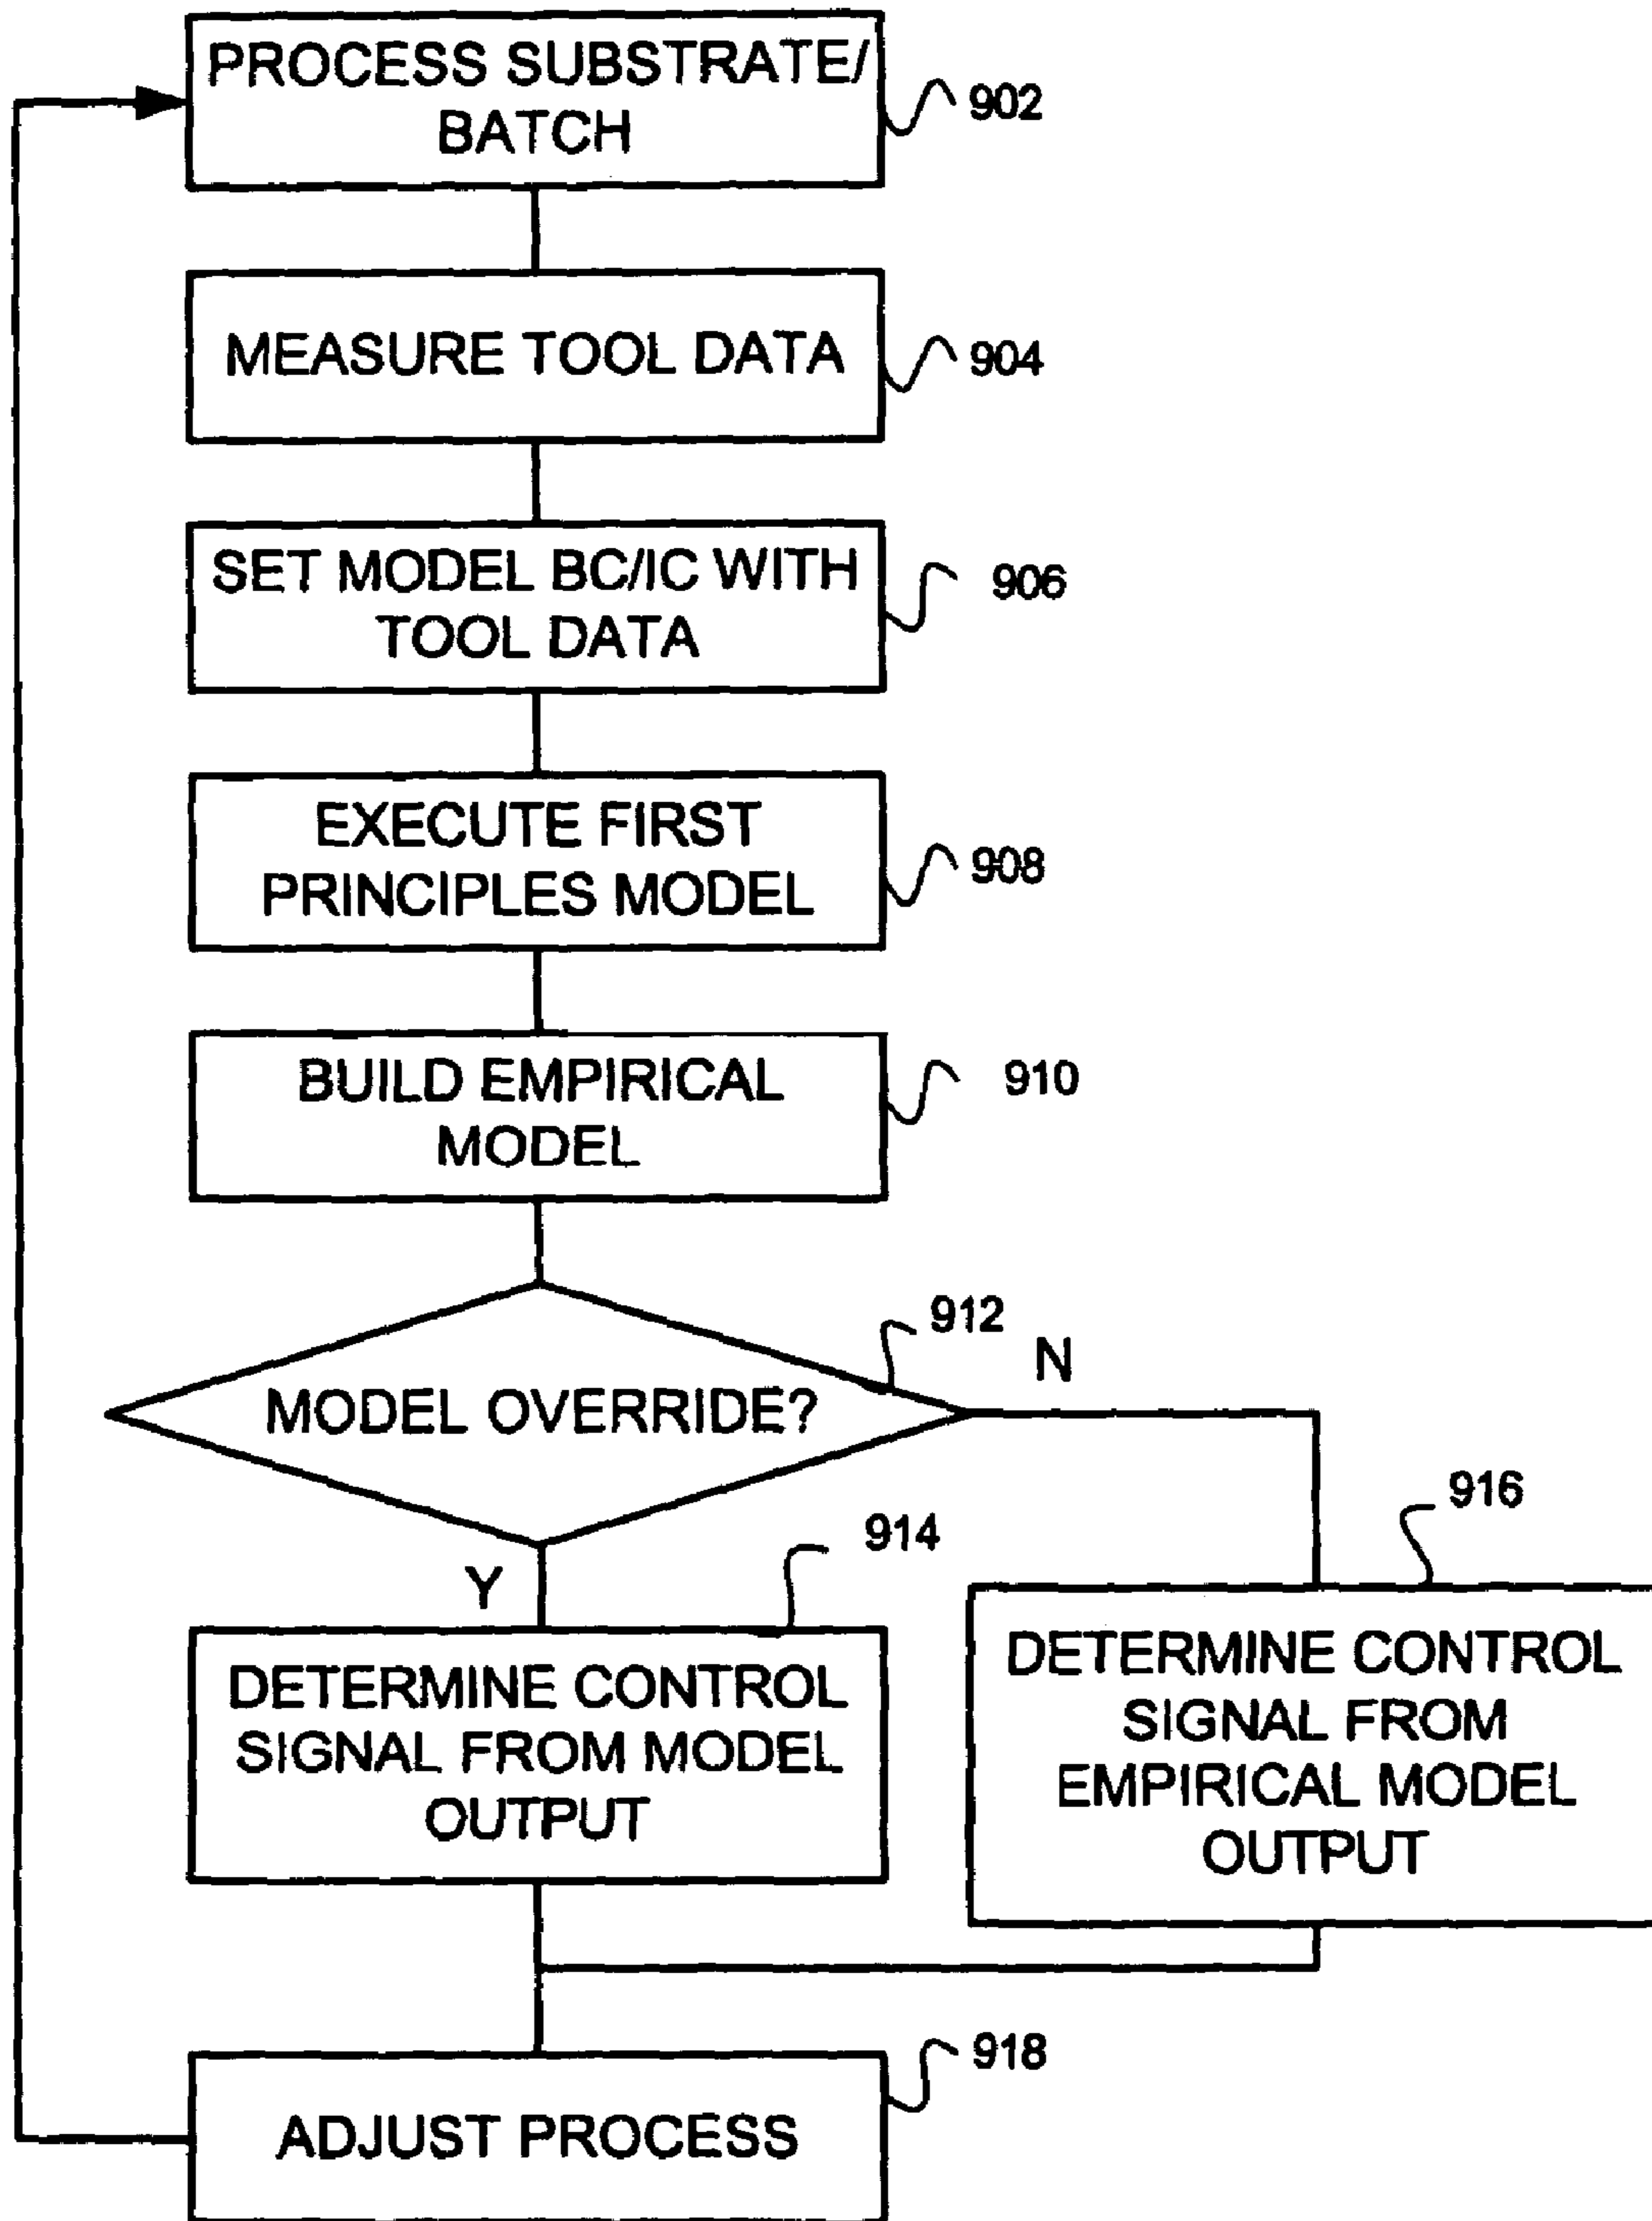 PROCESS SUBSTRATE/
BATCH
902
MEASURE TOOL DATA
904
SET MODEL BC/IC WITH
TOOL DATA
906
EXECUTE FIRST
PRINCIPLES MODEL
908
BUILD EMPIRICAL
MODEL
910
MODEL OVERRIDE?
912
N
Y
914
DETERMINE CONTROL
SIGNAL FROM MODEL
OUTPUT
916
DETERMINE CONTROL
SIGNAL FROM
EMPIRICAL MODEL
OUTPUT
918
ADJUST PROCESS